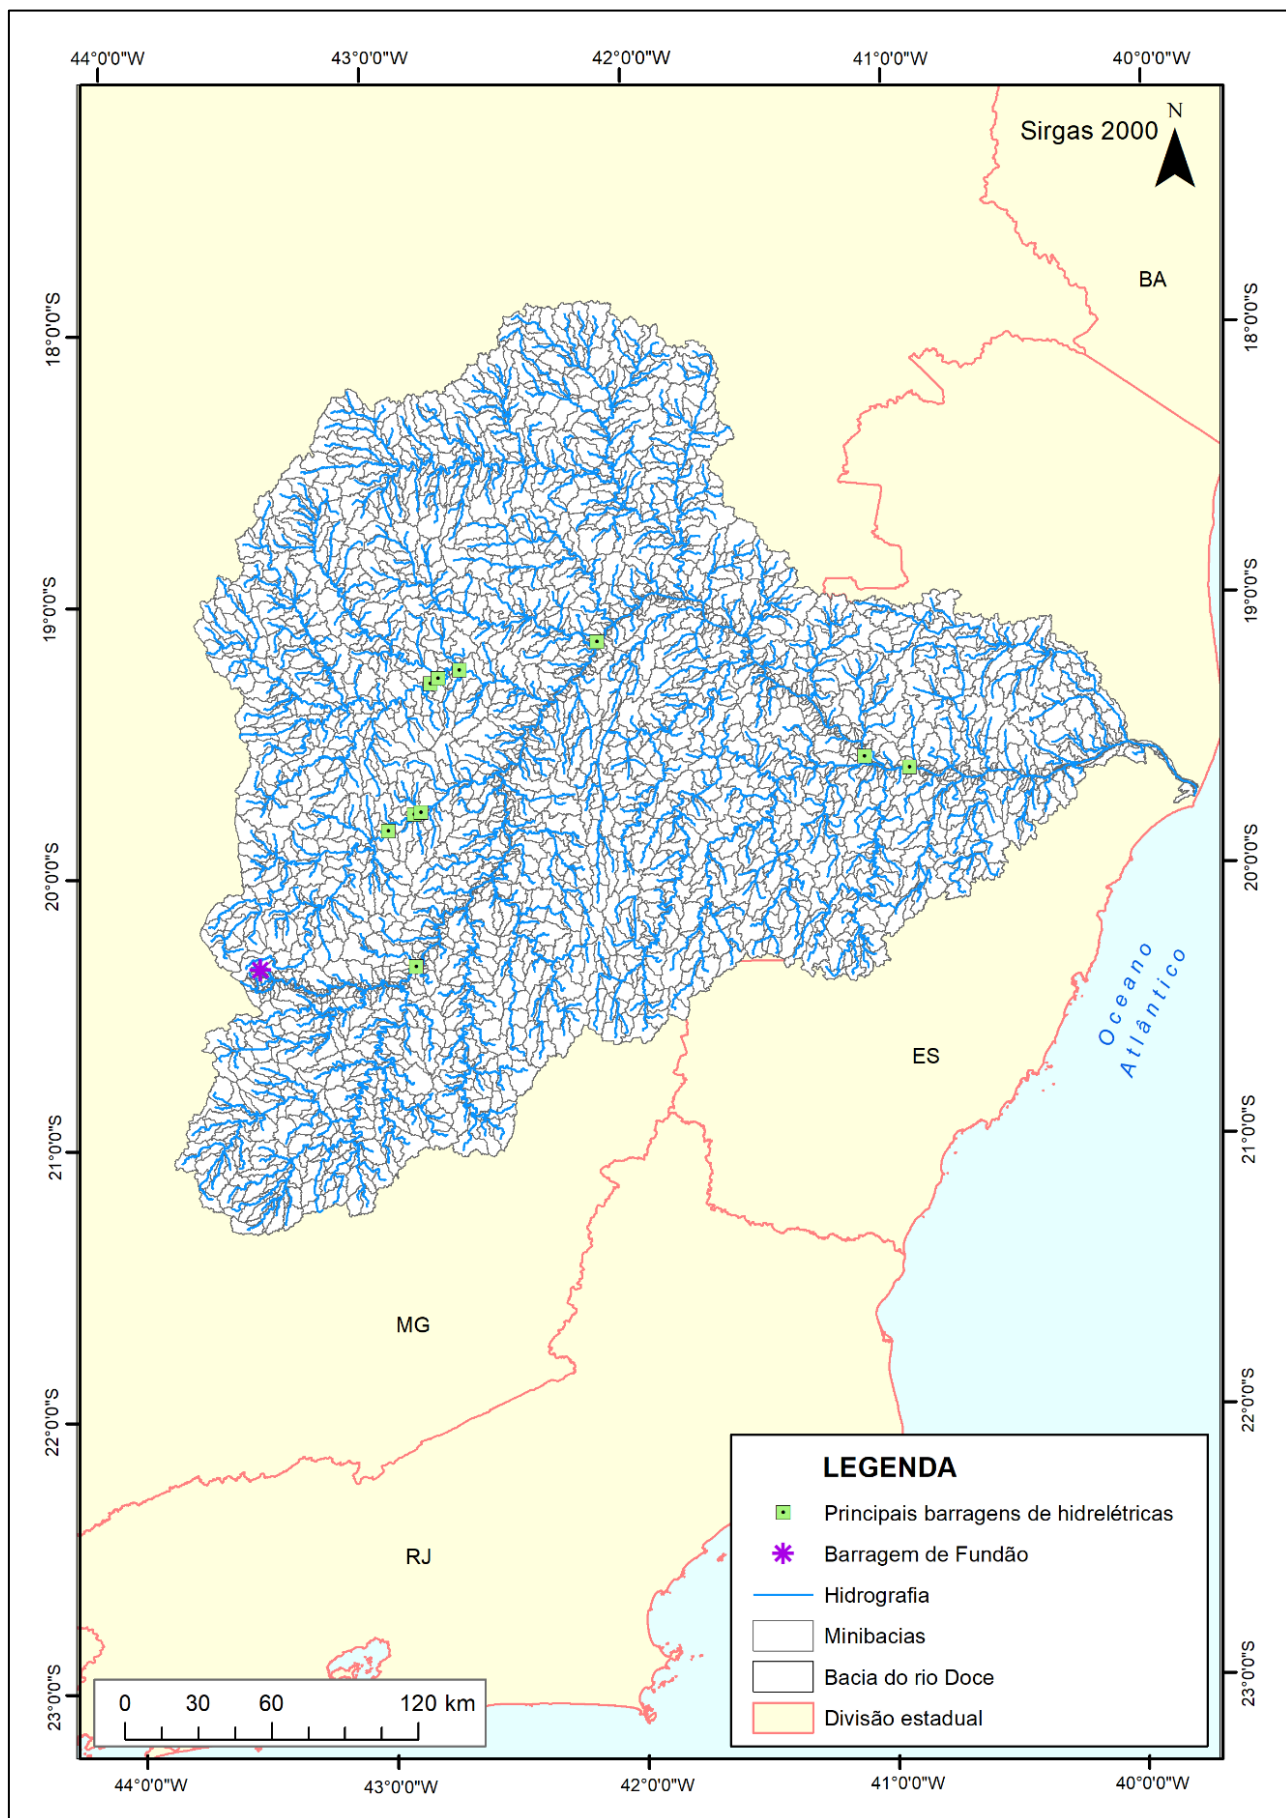 44°0'0"W 43°0'0"W 42°0'0"W 41°0'0"W 40°0'0"W
N
Sirgas 2000
BA
18°0'0"S 18°0'0"S
19°0'0"S 19°0'0"S
20°0'0"S 20°0'0"S
Oceano
Atlântico
ES
21°0'0"S 21°0'0"S
MG
22°0'0"S 22°0'0"S
RJ
LEGENDA
Principais barragens de hidrelétricas
Barragem de Fundão
Hidrografia
Minibacias
Bacia do rio Doce
Divisão estadual
23°0'0"S 23°0'0"S
0 30 60 120 km
44°0'0"W 43°0'0"W 42°0'0"W 41°0'0"W 40°0'0"W